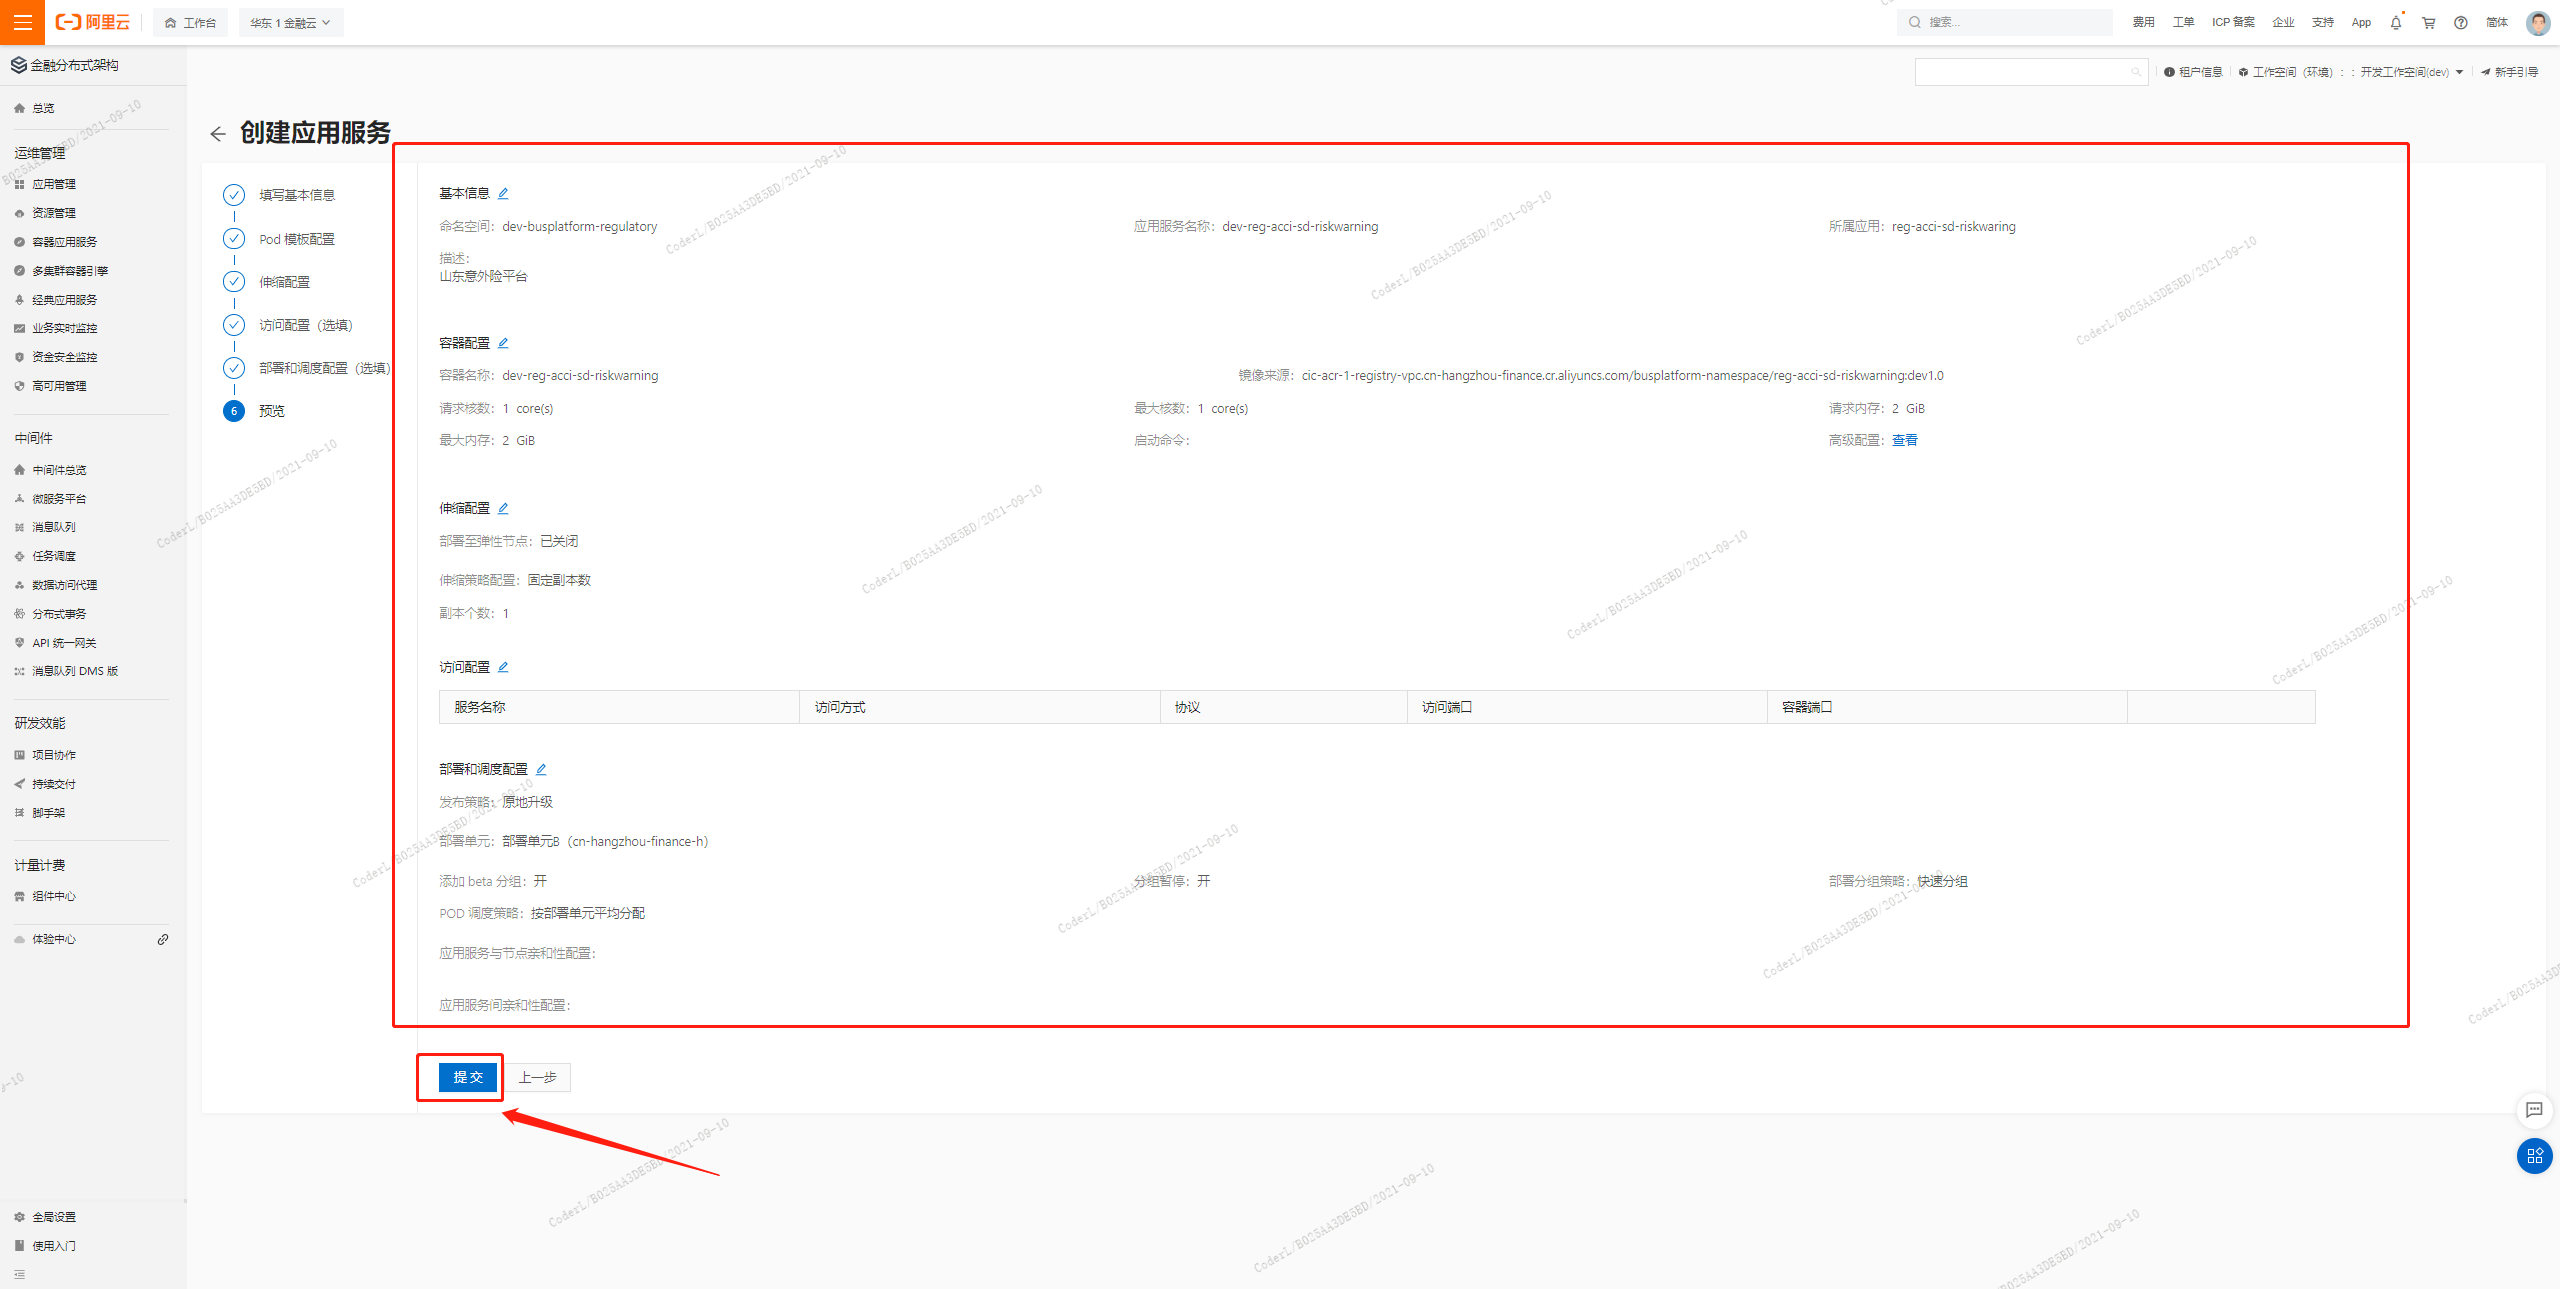 阿里云
工作台
华东 1 金融云
搜索...
费用
工单
ICP 备案
企业
支持
App
简体
金融分布式架构
租户信息
工作空间（环境）：
：开发工作空间(dev)
新手引导
总览
运维管理
应用管理
资源管理
容器应用服务
多集群容器引擎
经典应用服务
业务实时监控
资金安全监控
高可用管理
中间件
中间件总览
微服务平台
消息队列
任务调度
数据访问代理
分布式事务
API 统一网关
消息队列 DMS 版
研发效能
项目协作
持续交付
脚手架
计量计费
组件中心
体验中心
全局设置
使用入门
创建应用服务
填写基本信息
Pod 模板配置
伸缩配置
访问配置（选填）
部署和调度配置（选填）
6 预览
基本信息
命名空间：dev-busplatform-regulatory
应用服务名称：dev-reg-acci-sd-riskwarning
所属应用：reg-acci-sd-riskwaring
描述：
山东意外险平台
容器配置
容器名称：dev-reg-acci-sd-riskwarning
镜像来源：cic-acr-1-registry-vpc.cn-hangzhou-finance.cr.aliyuncs.com/busplatform-namespace/reg-acci-sd-riskwarning:dev1.0
请求核数：1 core(s)
最大核数：1 core(s)
请求内存：2 GiB
最大内存：2 GiB
启动命令：
高级配置：查看
伸缩配置
部署至弹性节点：已关闭
伸缩策略配置：固定副本数
副本个数：1
访问配置
服务名称
访问方式
协议
访问端口
容器端口
部署和调度配置
发布策略：原地升级
部署单元：部署单元B（cn-hangzhou-finance-h）
添加 beta 分组：开
分组暂停：开
部署分组策略：快速分组
POD 调度策略：按部署单元平均分配
应用服务与节点亲和性配置：
应用服务间亲和性配置：
提 交
上一步
CoderL/B025AA3DE5BD/2021-09-10